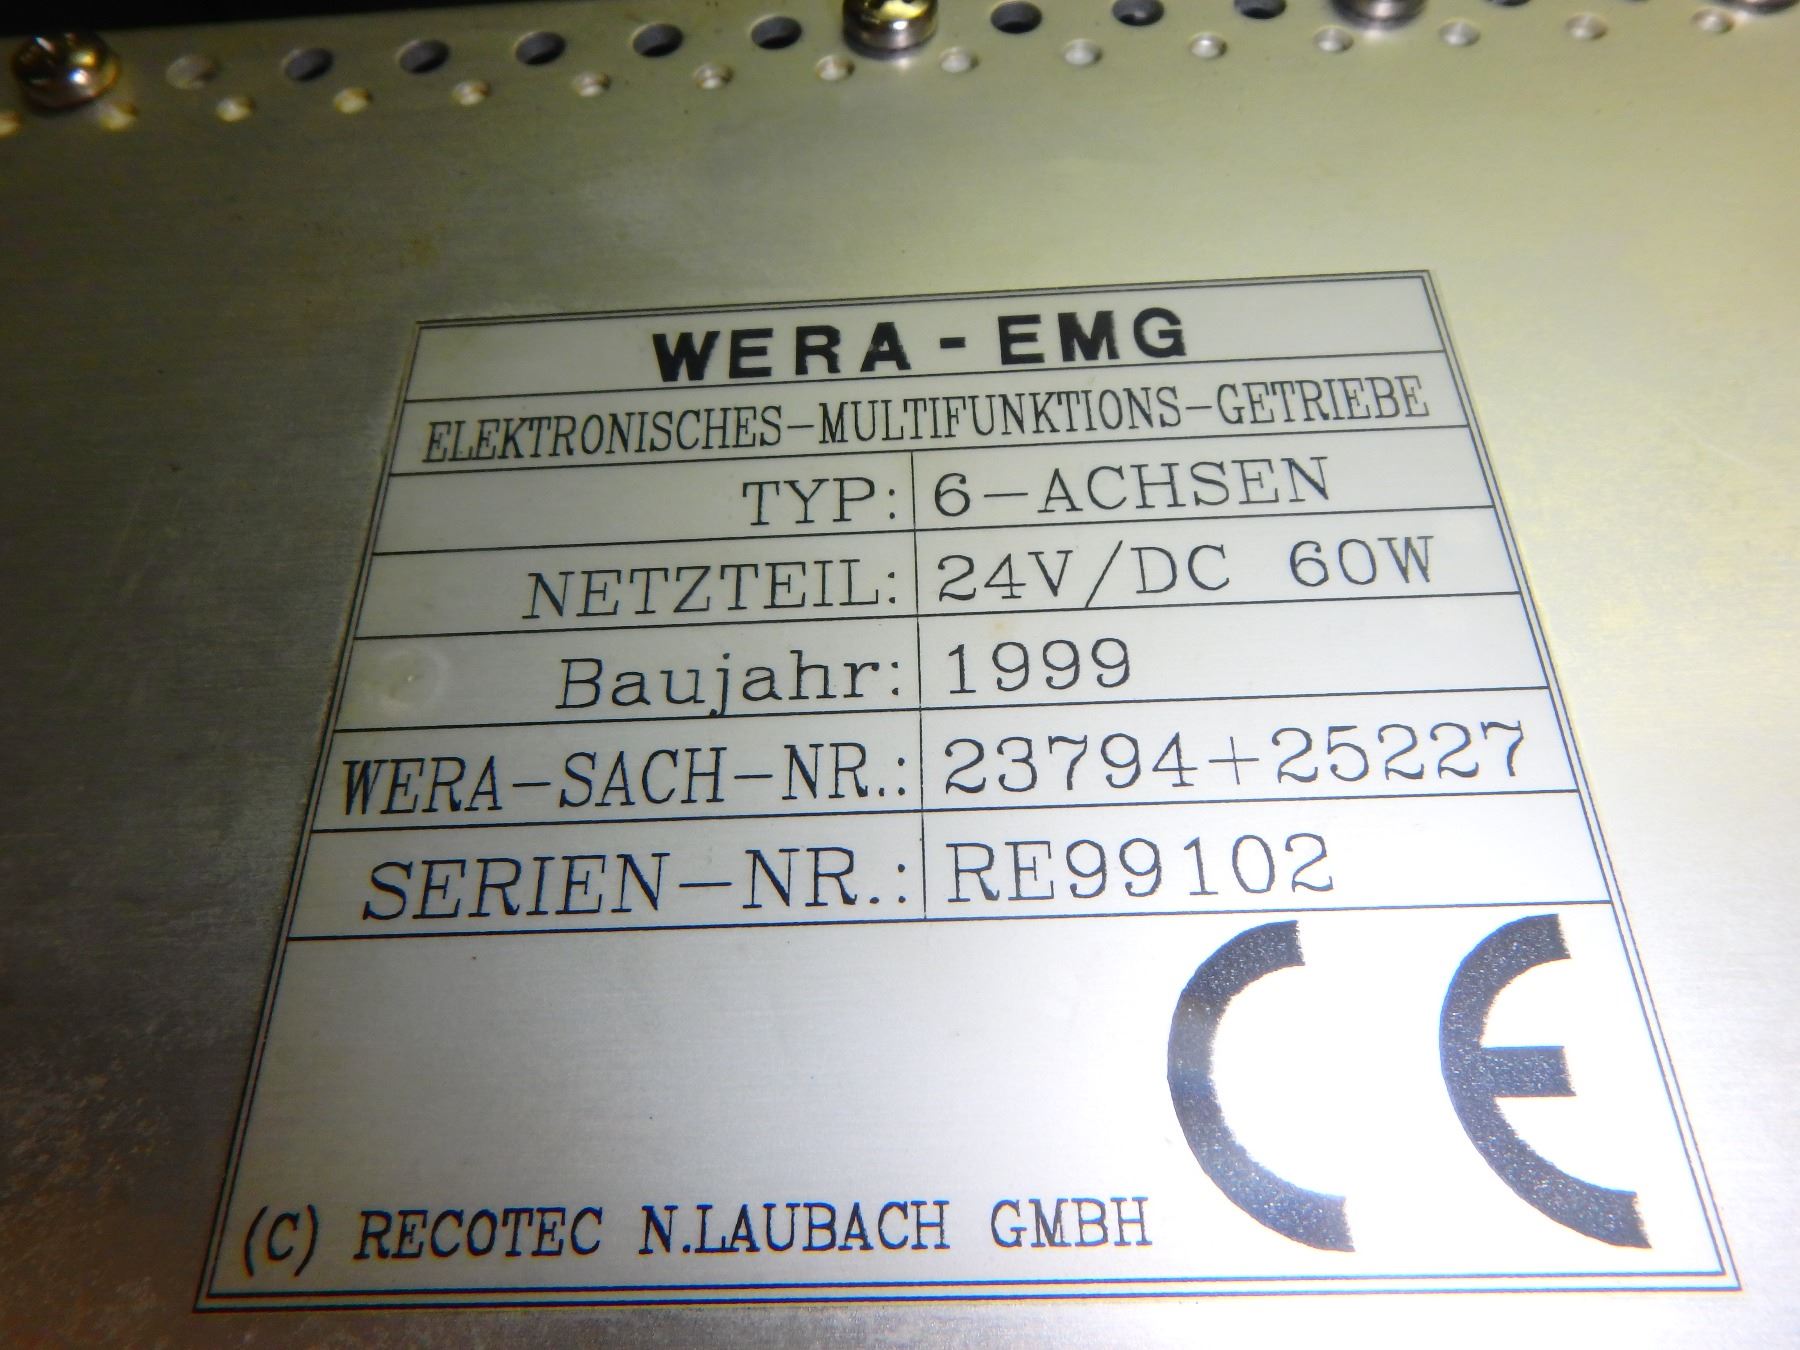 WERA - EMG
ELEKTRONISCHES-MULTIFUNKTIONS-GETRIEBE
TYP: 6-ACHSEN
NETZTEIL: 24V/DC 60W
Baujahr: 1999
WERA-SACH-NR.: 23794+25227
SERIEN-NR.: RE99102
CE
(C) RECOTEC N.LAUBACH GMBH